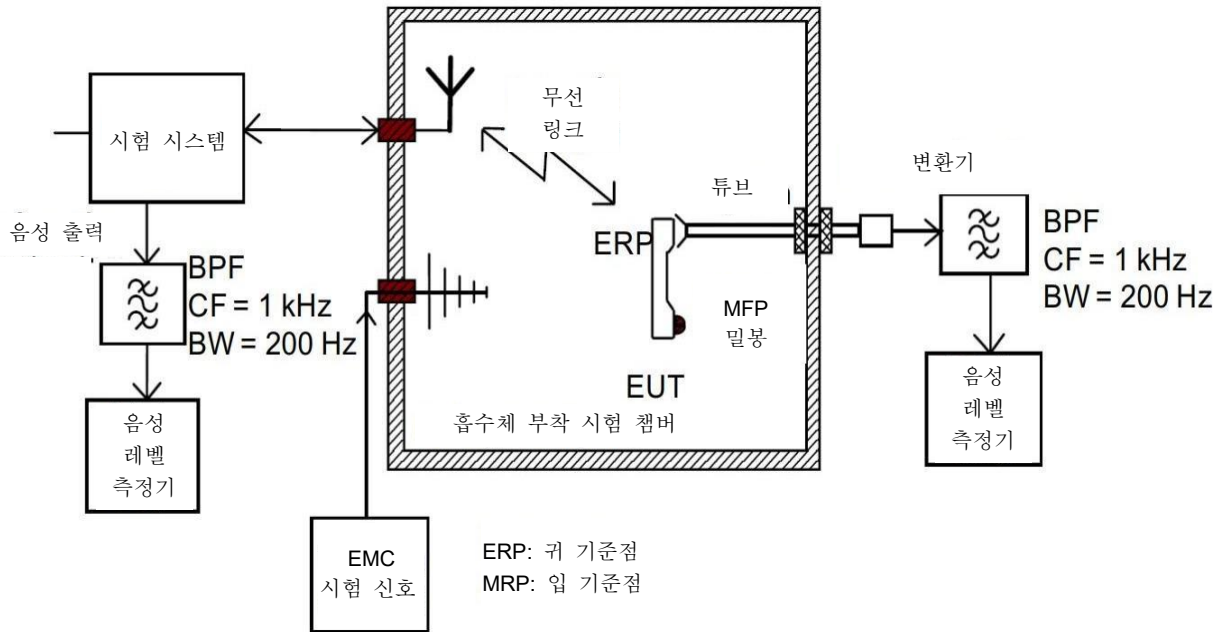 시험 시스템
음성 출력
BPF
CF = 1 kHz
BW = 200 Hz
음성
레벨
측정기
EMC
시험 신호
무선
링크
튜브
ERP
MFP
밀봉
EUT
흡수체 부착 시험 챔버
변환기
BPF
CF = 1 kHz
BW = 200 Hz
음성
레벨
측정기
ERP: 귀 기준점
MRP: 입 기준점